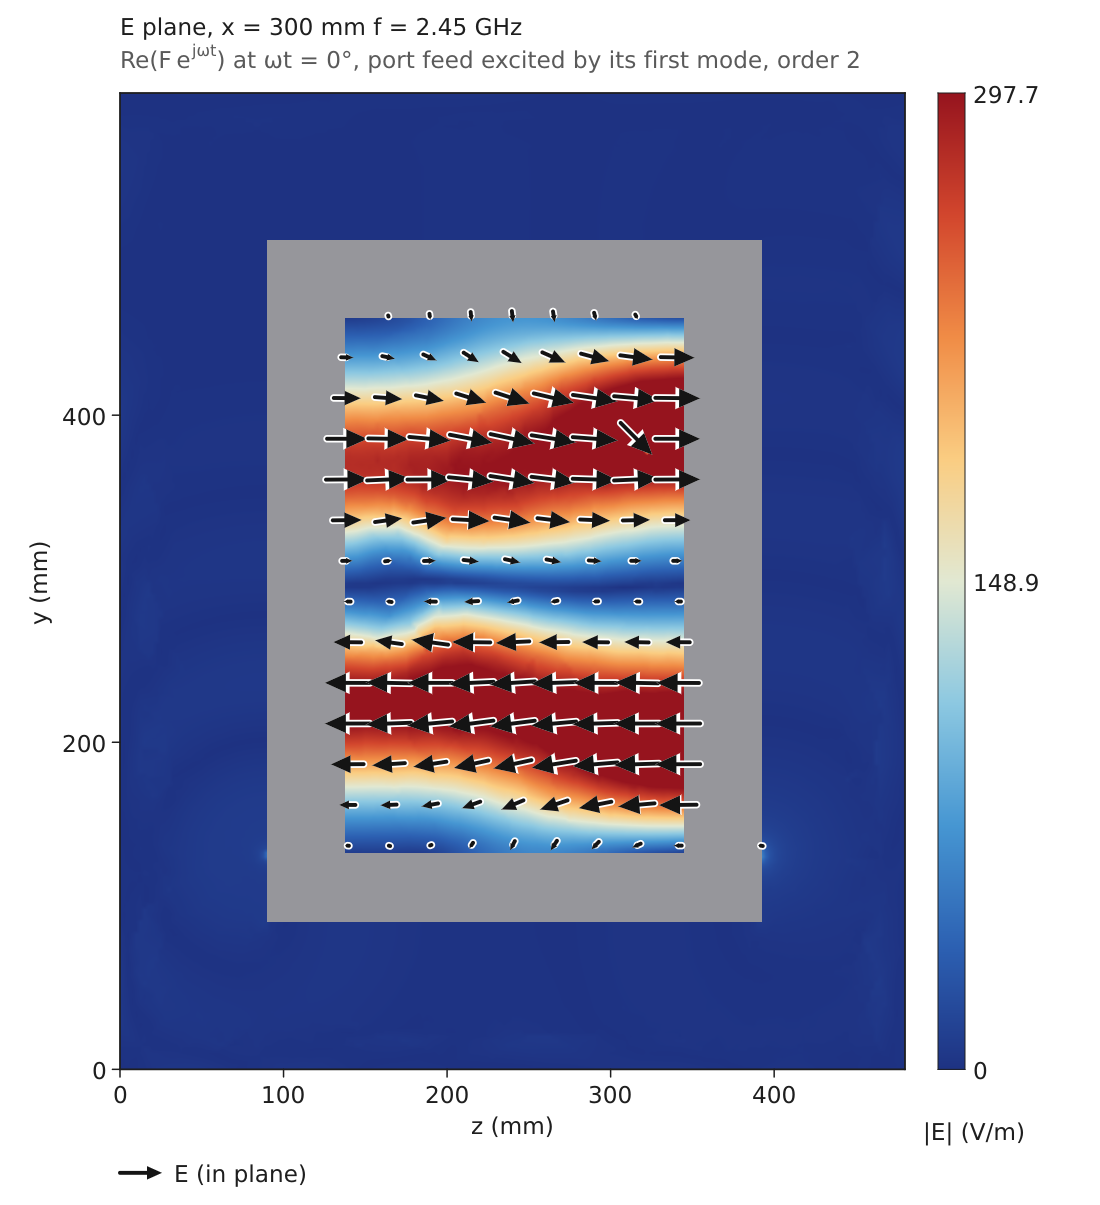 E plane, x = 300 mm f = 2.45 GHz
Re(F e^jωt) at ωt = 0°, port feed excited by its first mode, order 2
297.7
148.9
0
|E| (V/m)
y (mm)
400
200
0
0 100 200 300 400
z (mm)
E (in plane)